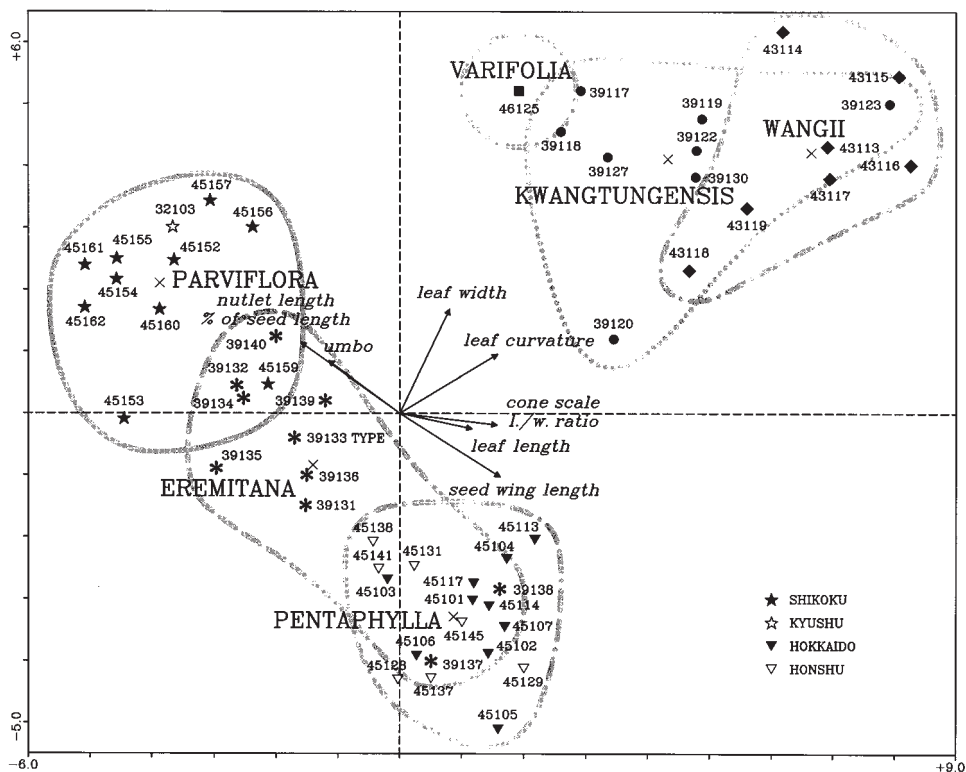 +6.0
43114
VARIFOLIA
43115
46125
39117
39119
39123
39118
39122
WANGII
43113
39127
39130
43116
KWANGTUNGENSIS
43117
45157
43119
32103
45156
45161
45155
45152
43118
PARVIFLORA
45154
nutlet length
leaf width
45162
45160
% of seed length
39120
39140
umbo
leaf curvature
39132
45159
45153
39134
39139
cone scale
l./w. ratio
39133 TYPE
leaf length
39135
39136
EREMITANA
seed wing length
39131
45138
45113
45131
45104
45141
45117
39138
45103
45101
45114
SHIKOKU
PENTAPHYLLA
45107
KYUSHU
45145
45106
45102
HOKKAIDO
45128
39137
45129
HONSHU
45137
45105
-5.0
-6.0
+9.0